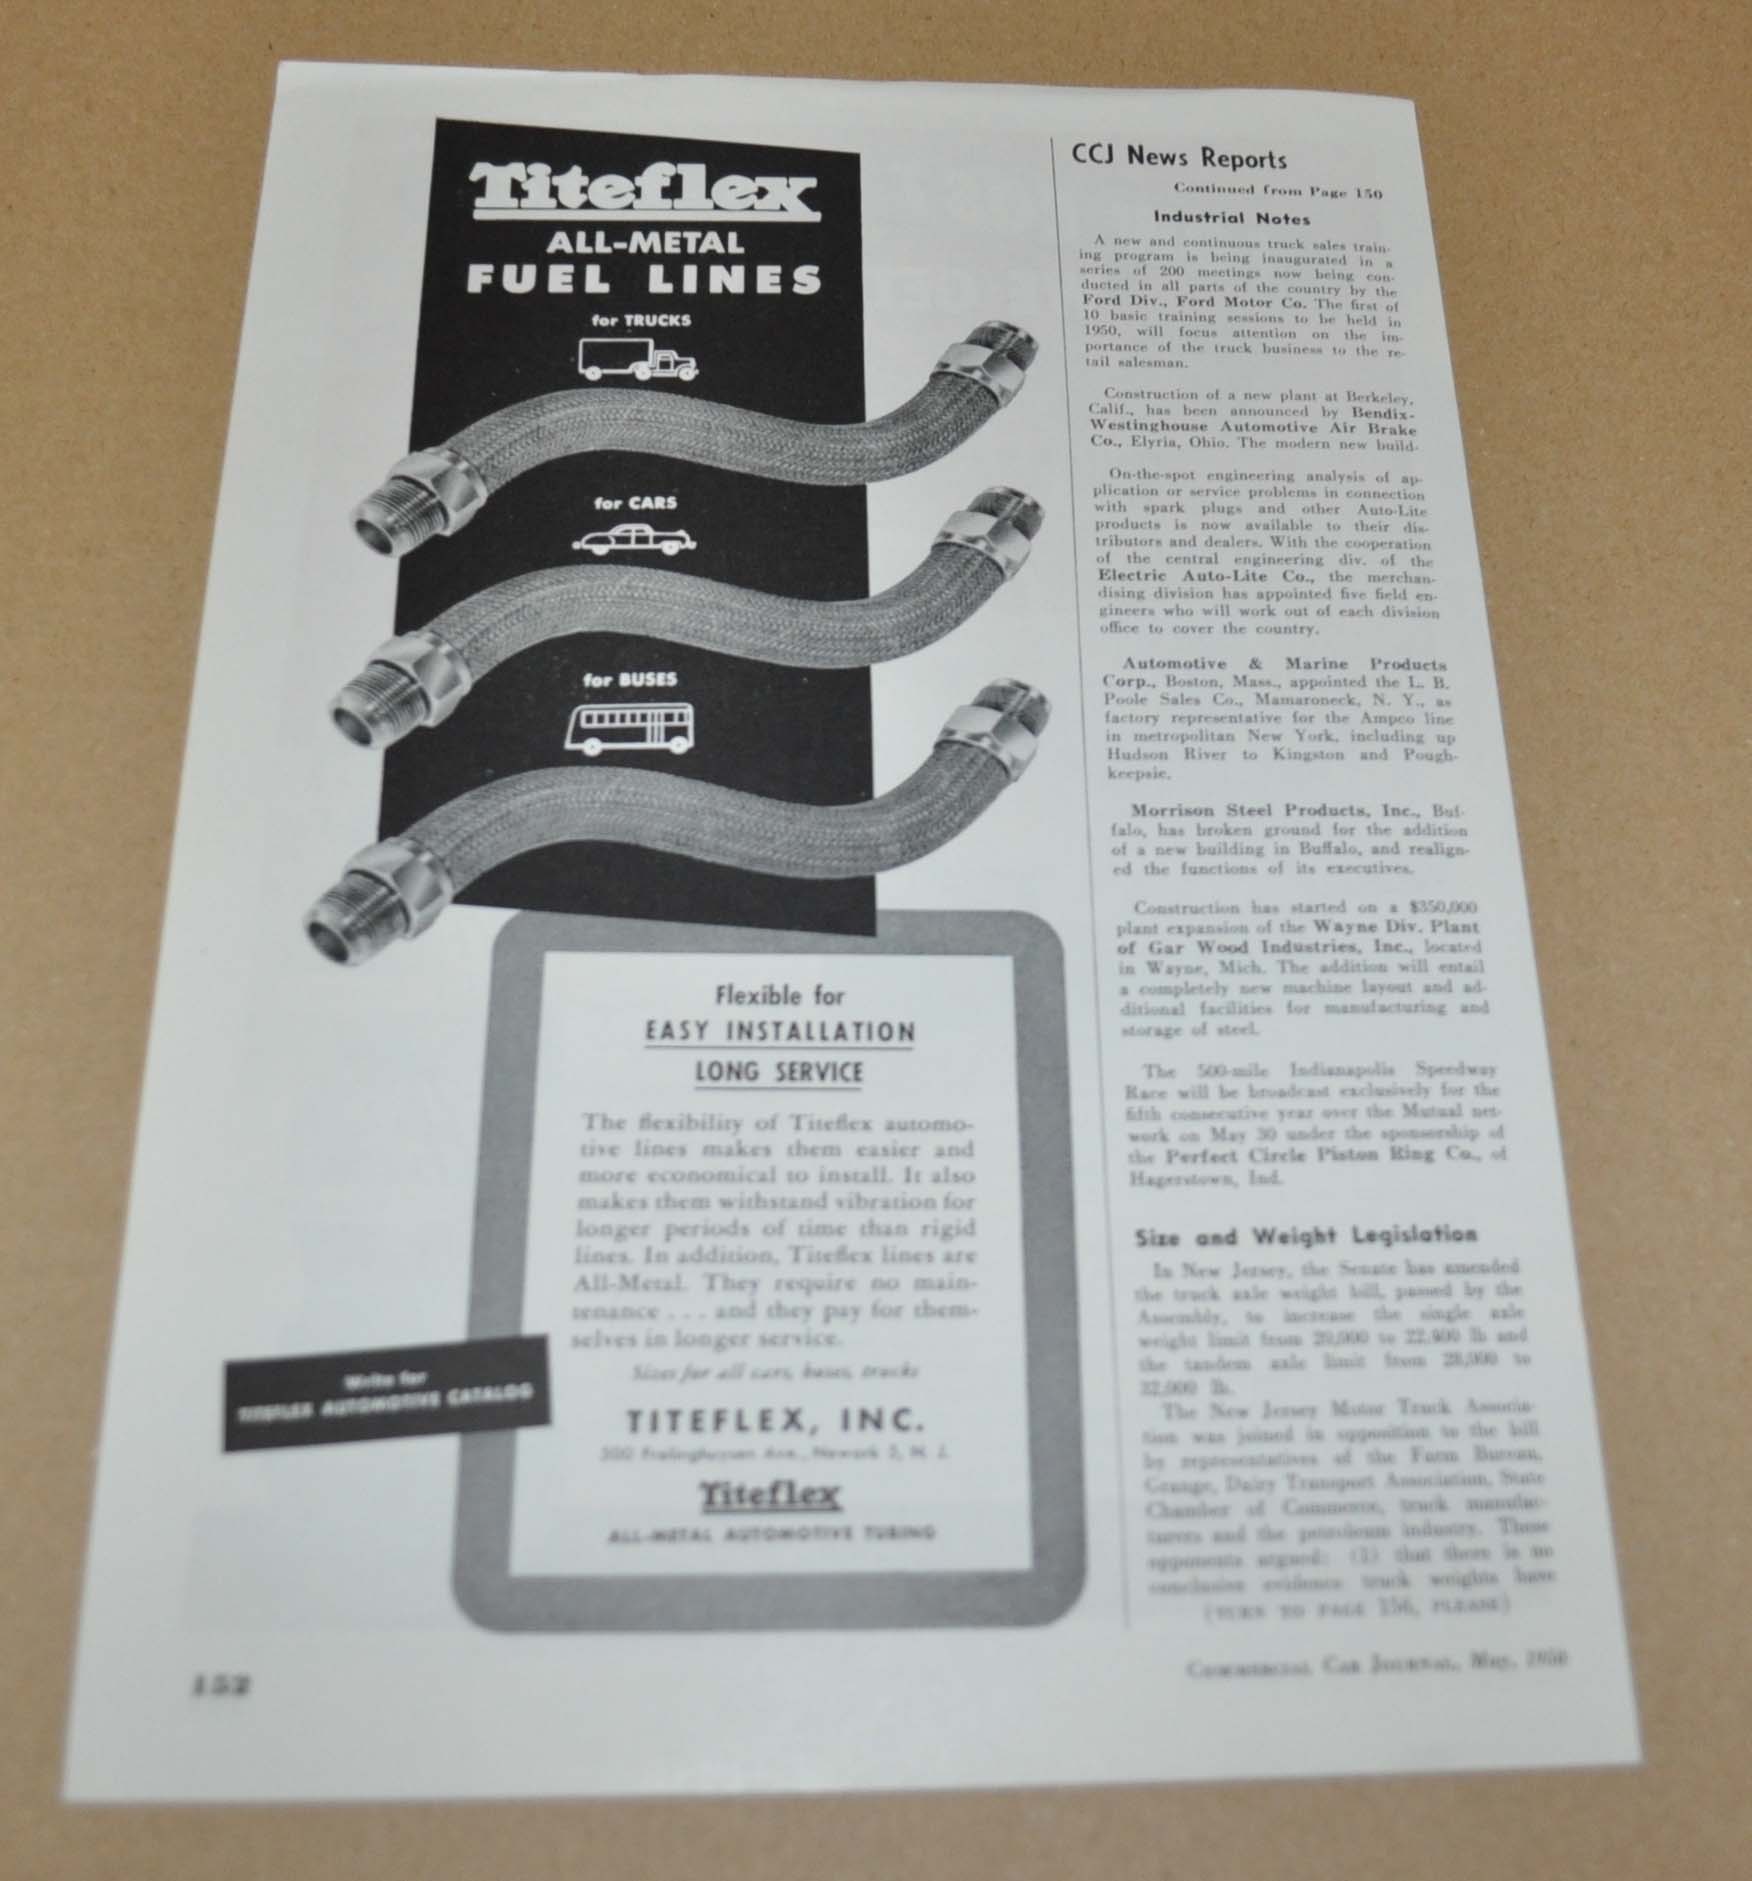 Titeflex
ALL-METAL
FUEL LINES
for TRUCKS
for CARS
for BUSES
Flexible for
EASY INSTALLATION
LONG SERVICE
The flexibility of Titeflex automo-
tive lines makes them easier and
more economical to install. It also
makes them withstand vibration for
longer periods of time than rigid
lines. In addition, Titeflex lines are
All-Metal. They require no main-
tenance . . . and they pay for them-
selves in longer service.
Sizes for all cars, buses, trucks
Write for
TITEFLEX AUTOMOTIVE CATALOG
TITEFLEX, INC.
Ave., Newark 5, N. J.
Titeflex
ALL-METAL AUTOMOTIVE TUBING
152
CCJ News Reports
Continued from Page 150
Industrial Notes
A new and continuous truck sales train-
ing program is being inaugurated in a
series of 200 meetings now being con-
ducted in all parts of the country by the
Ford Div., Ford Motor Co. The first of
10 basic training sessions to be held in
1950, will focus attention on the im-
portance of the truck business to the re-
tail salesman.
Construction of a new plant at Berkeley,
Calif., has been announced by Bendix-
Westinghouse Automotive Air Brake
Co., Elyria, Ohio. The modern new build-
On-the-spot engineering analysis of ap-
plication or service problems in connection
with spark plugs and other Auto-Lite
products is now available to their dis-
tributors and dealers. With the cooperation
of the central engineering div. of the
Electric Auto-Lite Co., the merchan-
dising division has appointed five field en-
gineers who will work out of each division
office to cover the country.
Automotive & Marine Products
Corp., Boston, Mass., appointed the L. B.
Poole Sales Co., Mamaroneck, N. Y., as
factory representative for the Ampco line
in metropolitan New York, including up
Hudson River to Kingston and Pough-
keepsie.
Morrison Steel Products, Inc., Buf-
falo, has broken ground for the addition
of a new building in Buffalo, and realign-
ed the functions of its executives.
Construction has started on a $350,000
plant expansion of the Wayne Div. Plant
of Gar Wood Industries, Inc., located
in Wayne, Mich. The addition will entail
a completely new machine layout and ad-
ditional facilities for manufacturing and
storage of steel.
The 500-mile Indianapolis Speedway
Race will be broadcast exclusively for the
fifth consecutive year over the Mutual net-
work on May 30 under the sponsorship of
the Perfect Circle Piston Ring Co., of
Hagerstown, Ind.
Size and Weight Legislation
In New Jersey, the Senate has amended
the truck axle weight bill, passed by the
Assembly, to increase the single axle
weight limit from 20,000 to 22,400 lb and
the tandem axle limit from 28,000 to
32,000 lb.
The New Jersey Motor Truck Associa-
tion was joined in opposition to the bill
by representatives of the Farm Bureau,
Grange, Dairy Transport Association, State
Chamber of Commerce, truck manufac-
turers and the petroleum industry. These
opponents argued: (1) that there is no
conclusive evidence truck weights have
(TURN TO PAGE 156, PLEASE)
COMMERCIAL CAR JOURNAL, May, 1950